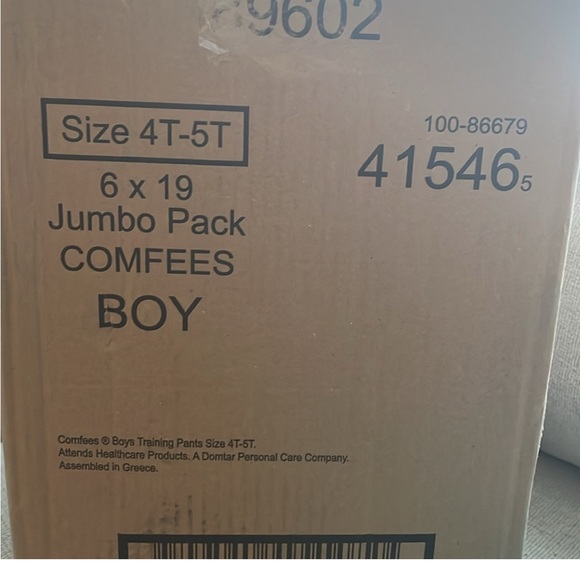 9602
Size 4T-5T
100-86679
415465
6 x 19
Jumbo Pack
COMFEES
BOY
Comfees ® Boys Training Pants Size 4T-5T.
Attends Healthcare Products. A Domtar Personal Care Company.
Assembled in Greece.